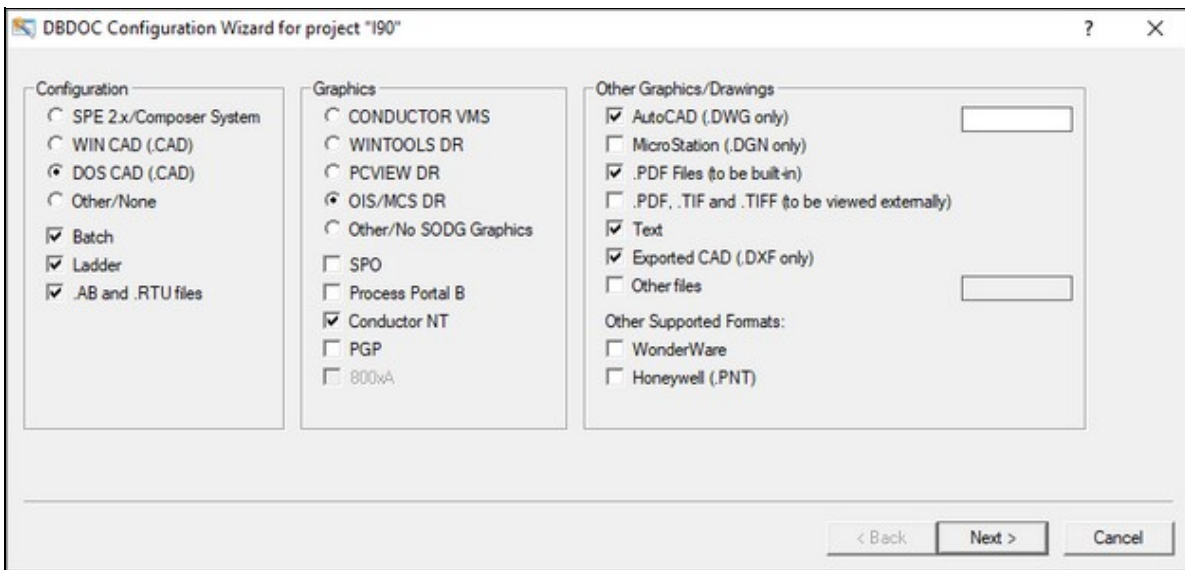 DBDOC Configuration Wizard for project "I90"
?
Configuration
SPE 2.x/Composer System
WIN CAD (.CAD)
DOS CAD (.CAD)
Other/None
Batch
Ladder
.AB and .RTU files
Graphics
CONDUCTOR VMS
WINTOOLS DR
PCVIEW DR
OIS/MCS DR
Other/No SODG Graphics
SPO
Process Portal B
Conductor NT
PGP
800xA
Other Graphics/Drawings
AutoCAD (.DWG only)
MicroStation (.DGN only)
.PDF Files (to be built-in)
.PDF, .TIF and .TIFF (to be viewed externally)
Text
Exported CAD (.DXF only)
Other files
Other Supported Formats:
WonderWare
Honeywell (.PNT)
< Back
Next >
Cancel